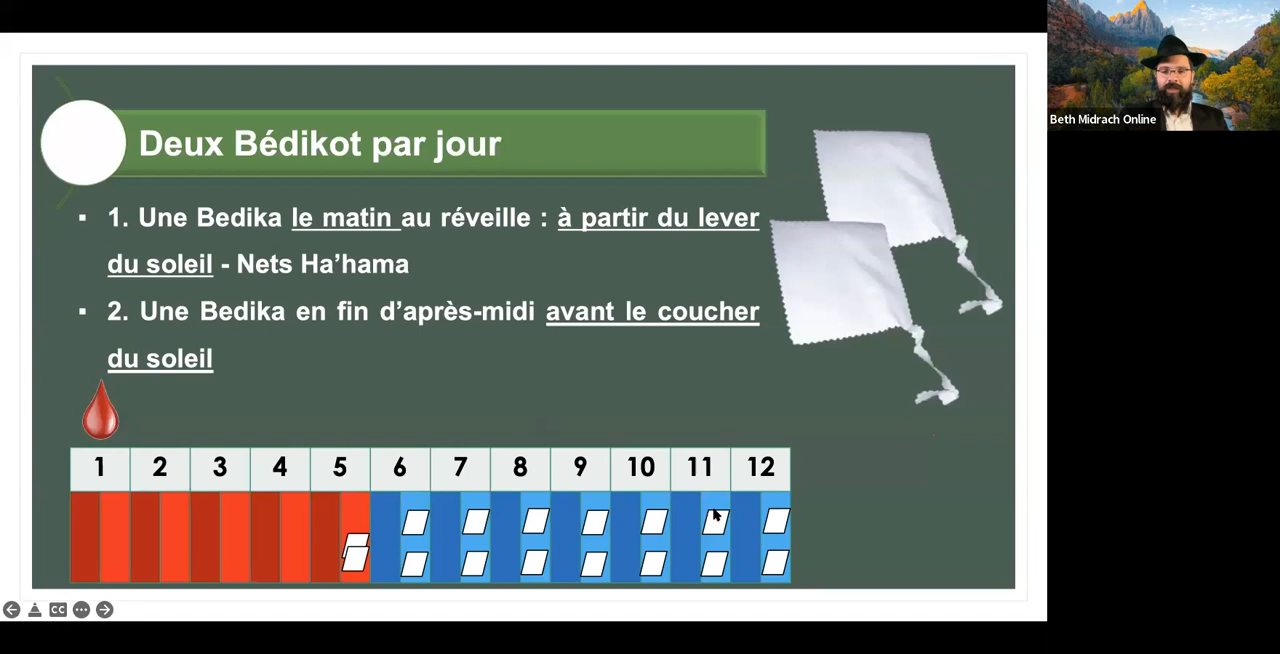 Deux Bédikot par jour
▪ 1. Une Bedika le matin au réveille : à partir du lever
du soleil - Nets Ha’hama
▪ 2. Une Bedika en fin d’après-midi avant le coucher
du soleil
1 2 3 4 5 6 7 8 9 10 11 12
CC
Beth Midrach Online